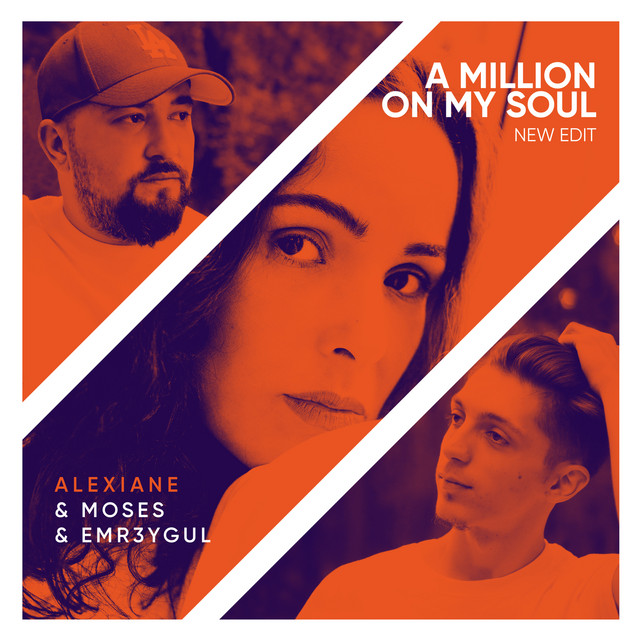 A MILLION
ON MY SOUL
NEW EDIT
ALEXIANE
& MOSES
& EMR3YGUL